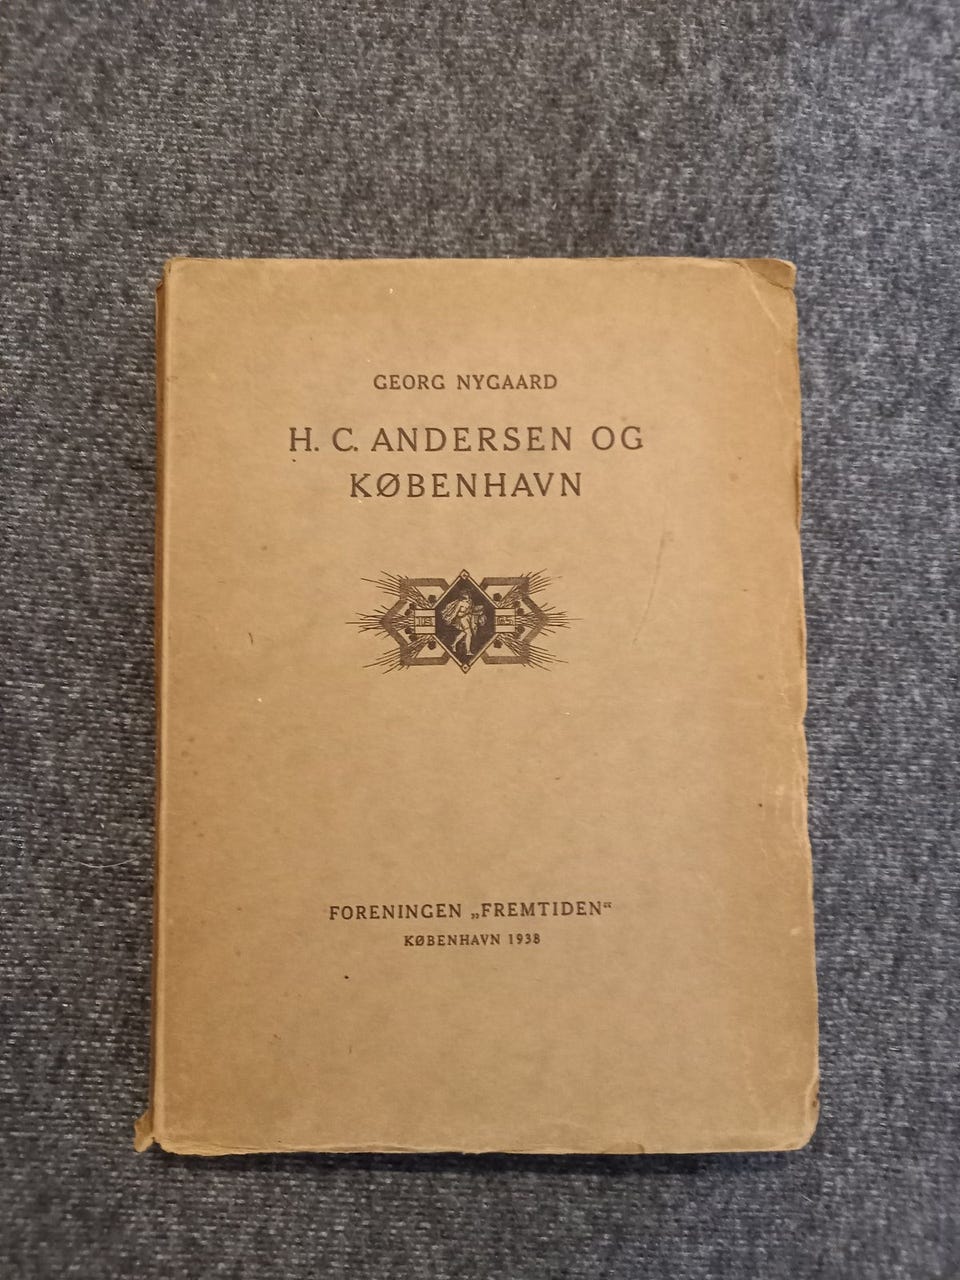 GEORG NYGAARD
H. C. ANDERSEN OG
KØBENHAVN
FORENINGEN „FREMTIDEN“
KØBENHAVN 1938